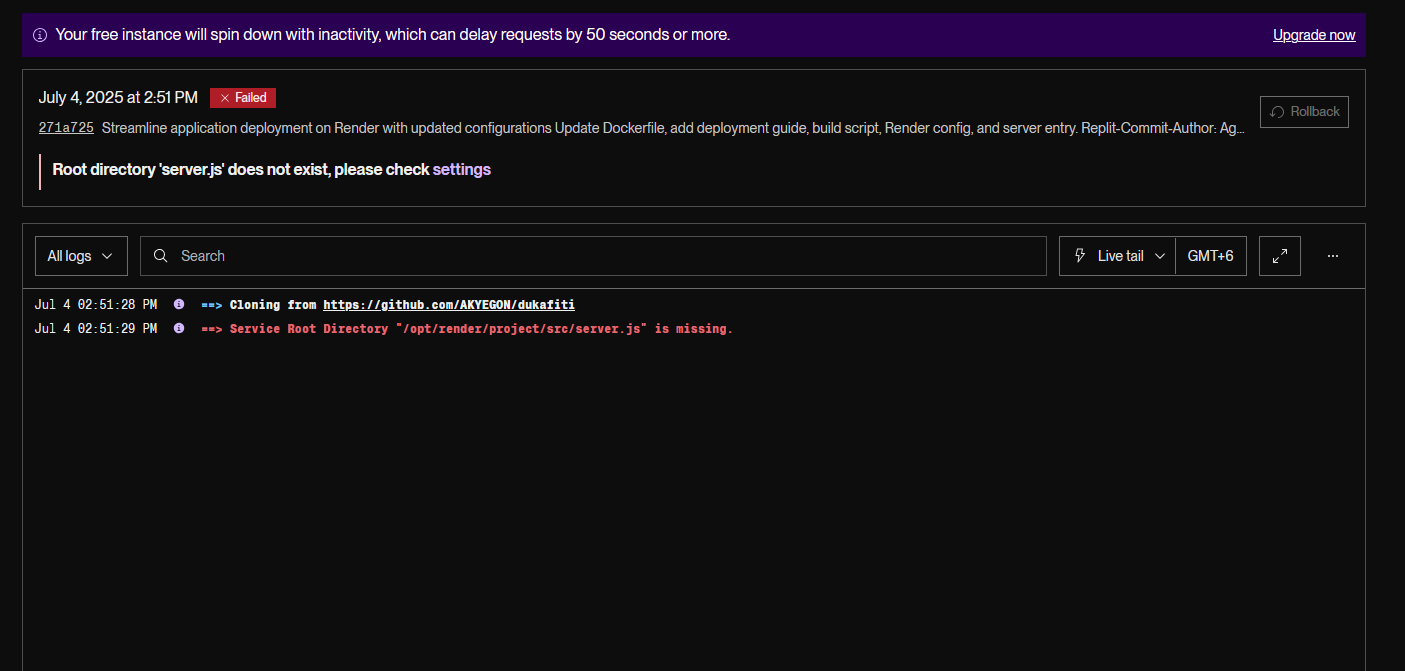 Your free instance will spin down with inactivity, which can delay requests by 50 seconds or more.
Upgrade now
July 4, 2025 at 2:51 PM
Failed
Rollback
271a725 Streamline application deployment on Render with updated configurations Update Dockerfile, add deployment guide, build script, Render config, and server entry. Replit-Commit-Author: Ag...
Root directory 'server.js' does not exist, please check settings
All logs
Search
Live tail
GMT+6
Jul 4 02:51:28 PM ==> Cloning from https://github.com/AKYEGON/dukafiti
Jul 4 02:51:29 PM ==> Service Root Directory "/opt/render/project/src/server.js" is missing.